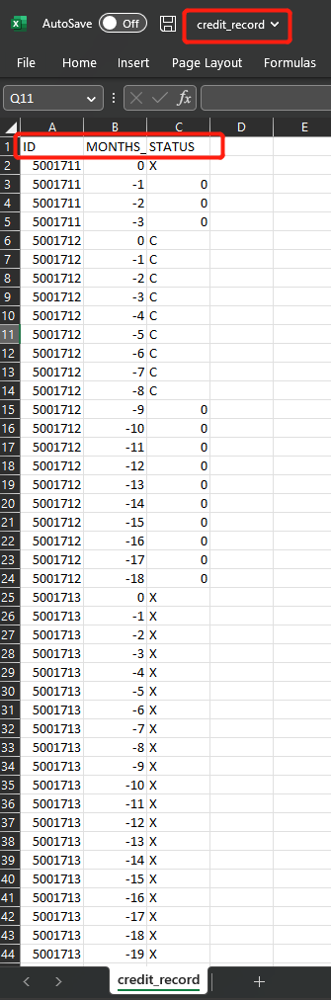 AutoSave Off credit_record
File Home Insert Page Layout Formulas
Q11 fx
A B C D E
1 ID MONTHS_ STATUS
2 5001711 0 X
3 5001711 -1 0
4 5001711 -2 0
5 5001711 -3 0
6 5001712 0 C
7 5001712 -1 C
8 5001712 -2 C
9 5001712 -3 C
10 5001712 -4 C
11 5001712 -5 C
12 5001712 -6 C
13 5001712 -7 C
14 5001712 -8 C
15 5001712 -9 0
16 5001712 -10 0
17 5001712 -11 0
18 5001712 -12 0
19 5001712 -13 0
20 5001712 -14 0
21 5001712 -15 0
22 5001712 -16 0
23 5001712 -17 0
24 5001712 -18 0
25 5001713 0 X
26 5001713 -1 X
27 5001713 -2 X
28 5001713 -3 X
29 5001713 -4 X
30 5001713 -5 X
31 5001713 -6 X
32 5001713 -7 X
33 5001713 -8 X
34 5001713 -9 X
35 5001713 -10 X
36 5001713 -11 X
37 5001713 -12 X
38 5001713 -13 X
39 5001713 -14 X
40 5001713 -15 X
41 5001713 -16 X
42 5001713 -17 X
43 5001713 -18 X
44 5001713 -19 X
credit_record